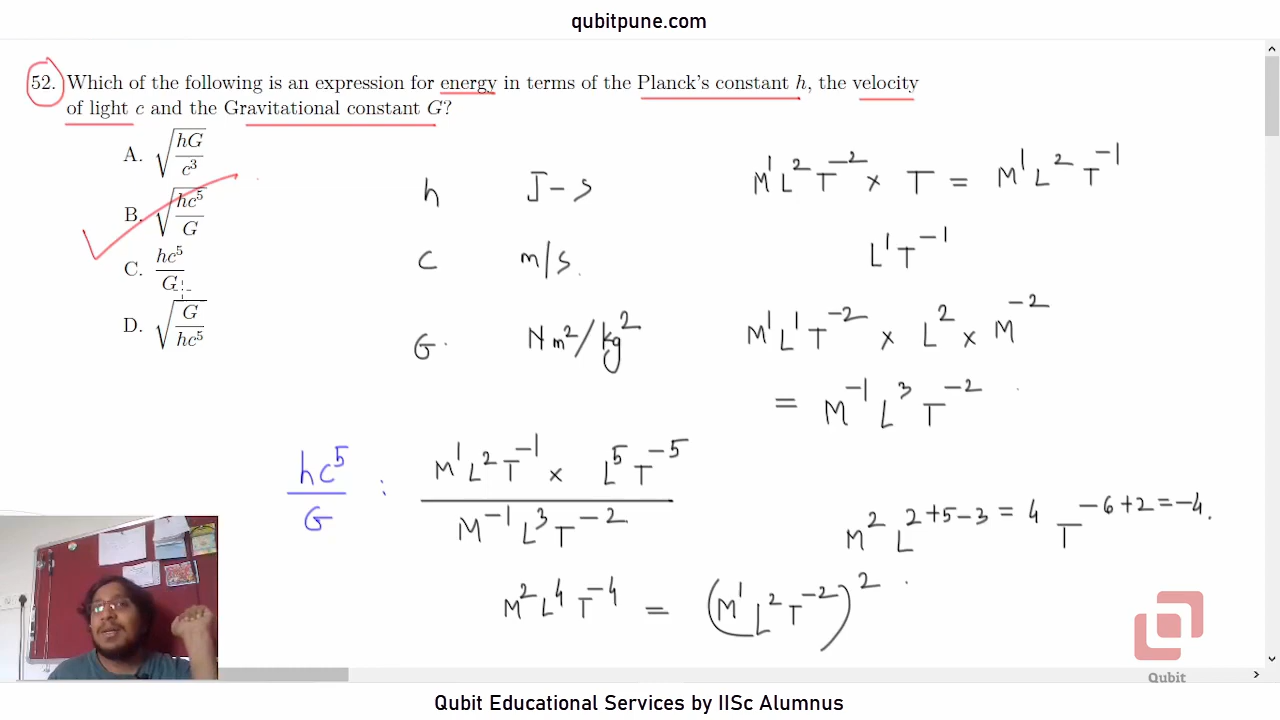 qubitpune.com
52. Which of the following is an expression for energy in terms of the Planck's constant h, the velocity
of light c and the Gravitational constant G?
A. √(hG/c³)
B. √(hc⁵/G)
C. hc⁵/G
D. √(G/hc⁵)
h J-s M¹L²T⁻² × T = M¹L²T⁻¹
c m/s. L¹T⁻¹
G. Nm²/kg² M¹L¹T⁻² × L² × M⁻²
= M⁻¹L³T⁻²
hc⁵/G : M¹L²T⁻¹ × L⁵T⁻⁵ / M⁻¹L³T⁻²
M² L^(2+5-3=4) T^(-6+2=-4).
M²L⁴T⁻⁴ = (M¹L²T⁻²)²
Qubit
Qubit Educational Services by IISc Alumnus